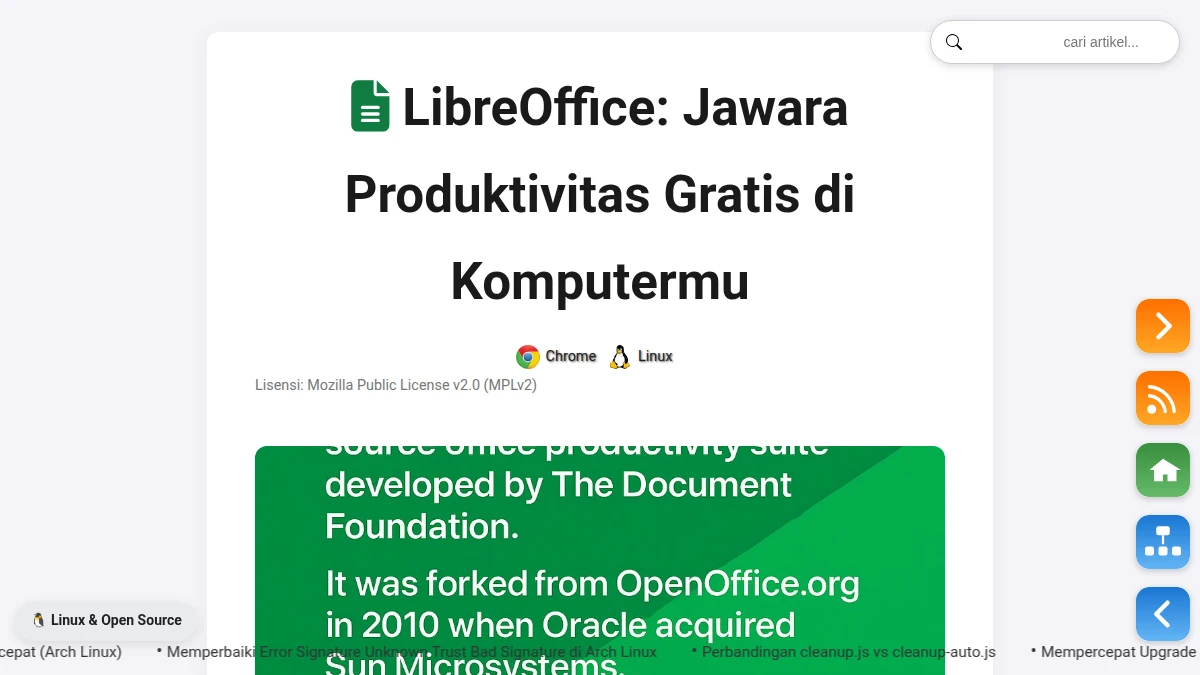 cari artikel...
LibreOffice: Jawara
Produktivitas Gratis di
Komputermu
Chrome Linux
Lisensi: Mozilla Public License v2.0 (MPLv2)
source office productivity suite
developed by The Document
Foundation.
It was forked from OpenOffice.org
in 2010 when Oracle acquired
Sun Microsystems.
Linux & Open Source
cepat (Arch Linux) • Memperbaiki Error Signature Unknown Trust Bad Signature di Arch Linux • Perbandingan cleanup.js vs cleanup-auto.js • Mempercepat Upgrade